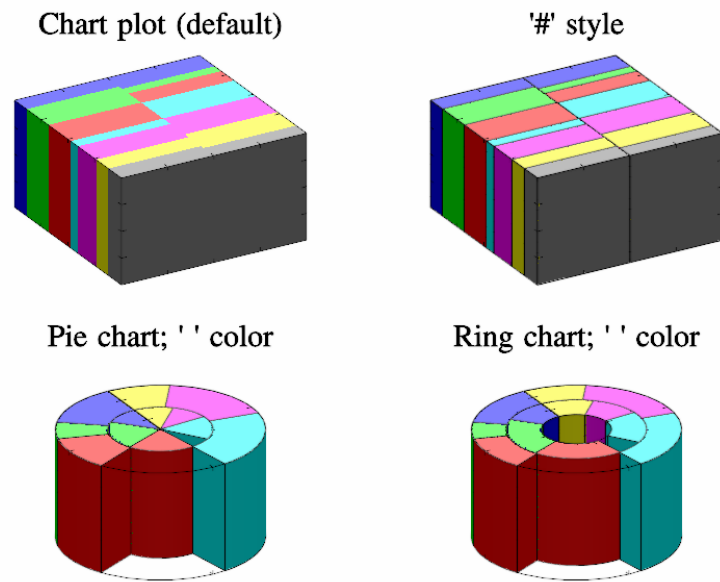 Chart plot (default)
'#' style
Pie chart; ' ' color
Ring chart; ' ' color